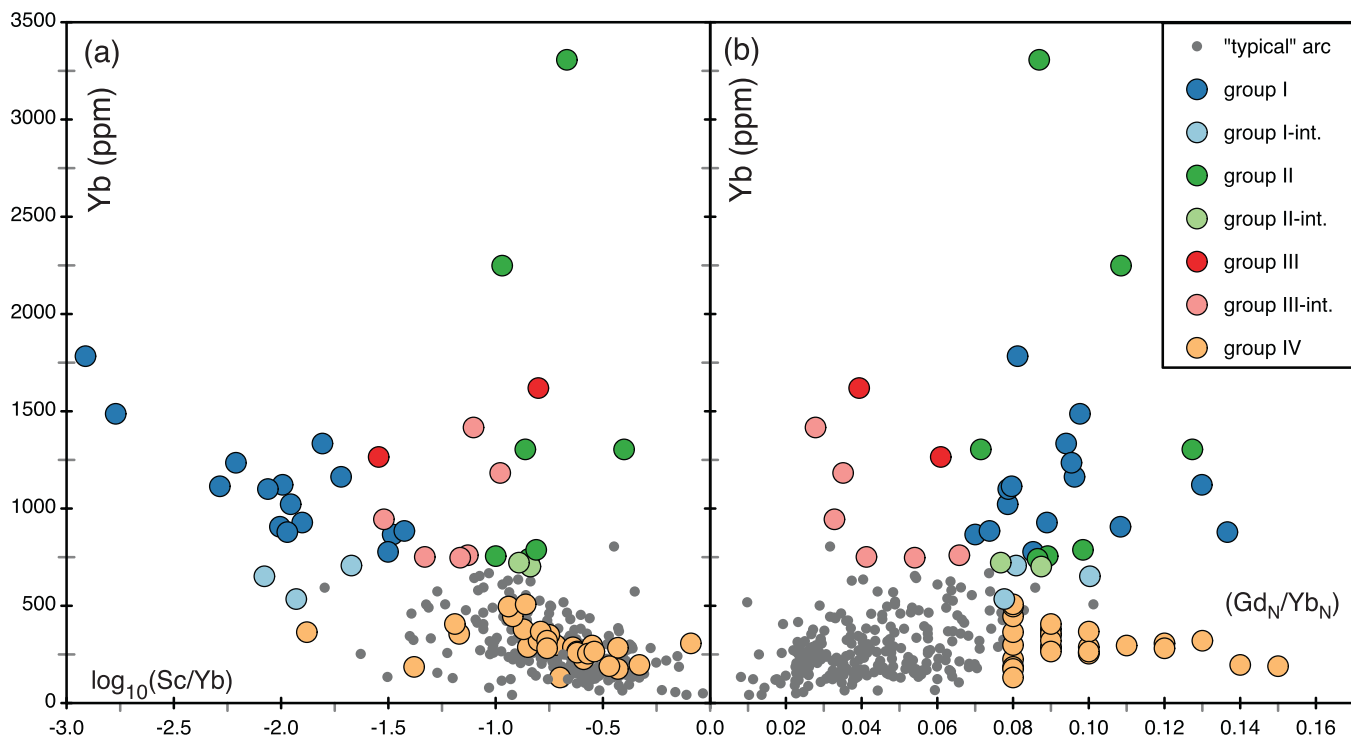 3500
3000
2500
2000
1500
1000
500
0
Yb (ppm)
(a)
log10(Sc/Yb)
-3.0 -2.5 -2.0 -1.5 -1.0 -0.5 0.0
(b)
Yb (ppm)
(GdN/YbN)
0.02 0.04 0.06 0.08 0.10 0.12 0.14 0.16
"typical" arc
group I
group I-int.
group II
group II-int.
group III
group III-int.
group IV